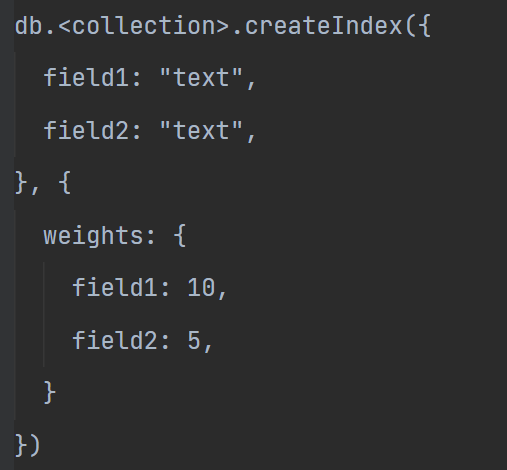 db.<collection>.createIndex({
  field1: "text",
  field2: "text",
}, {
  weights: {
    field1: 10,
    field2: 5,
  }
})